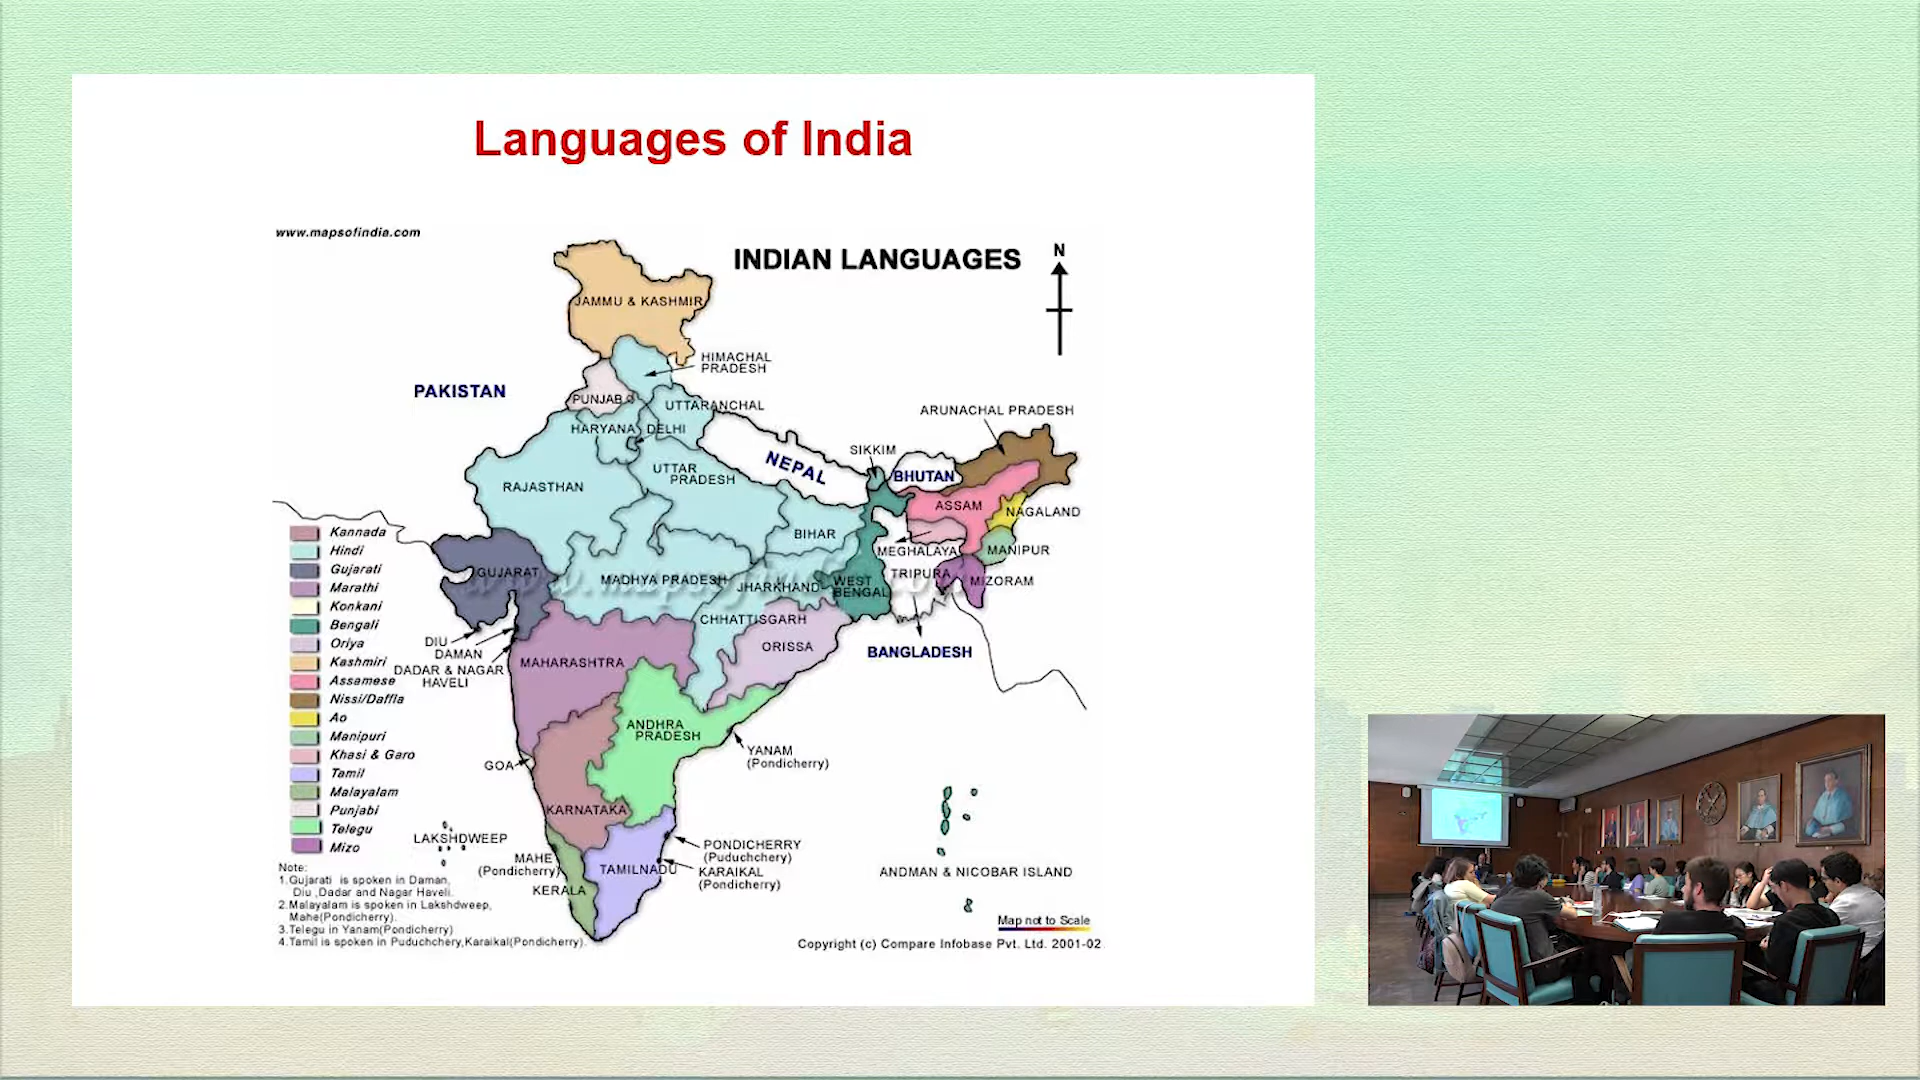 Languages of India
www.mapsofindia.com
INDIAN LANGUAGES
N
JAMMU & KASHMIR
HIMACHAL
PRADESH
PAKISTAN
PUNJAB
UTTARANCHAL
ARUNACHAL PRADESH
HARYANA
DELHI
SIKKIM
NEPAL
BHUTAN
UTTAR
PRADESH
RAJASTHAN
ASSAM
NAGALAND
BIHAR
MEGHALAYA
MANIPUR
GUJARAT
MADHYA PRADESH
JHARKHAND
WEST
BENGAL
TRIPURA
MIZORAM
CHHATTISGARH
ORISSA
BANGLADESH
DIU
DAMAN
DADAR & NAGAR
HAVELI
MAHARASHTRA
ANDHRA
PRADESH
YANAM
(Pondicherry)
GOA
KARNATAKA
LAKSHDWEEP
MAHE
(Pondicherry)
KERALA
TAMILNADU
PONDICHERRY
(Puduchchery)
KARAIKAL
(Pondicherry)
ANDMAN & NICOBAR ISLAND
Kannada
Hindi
Gujarati
Marathi
Konkani
Bengali
Oriya
Kashmiri
Assamese
Nissi/Daffla
Ao
Manipuri
Khasi & Garo
Tamil
Malayalam
Punjabi
Telegu
Mizo
Note:
1.Gujarati is spoken in Daman,
Diu ,Dadar and Nagar Haveli.
2.Malayalam is spoken in Lakshdweep,
Mahe(Pondicherry).
3.Telegu in Yanam(Pondicherry)
4.Tamil is spoken in Puduchchery,Karaikal(Pondicherry).
Map not to Scale
Copyright (c) Compare Infobase Pvt. Ltd. 2001-02